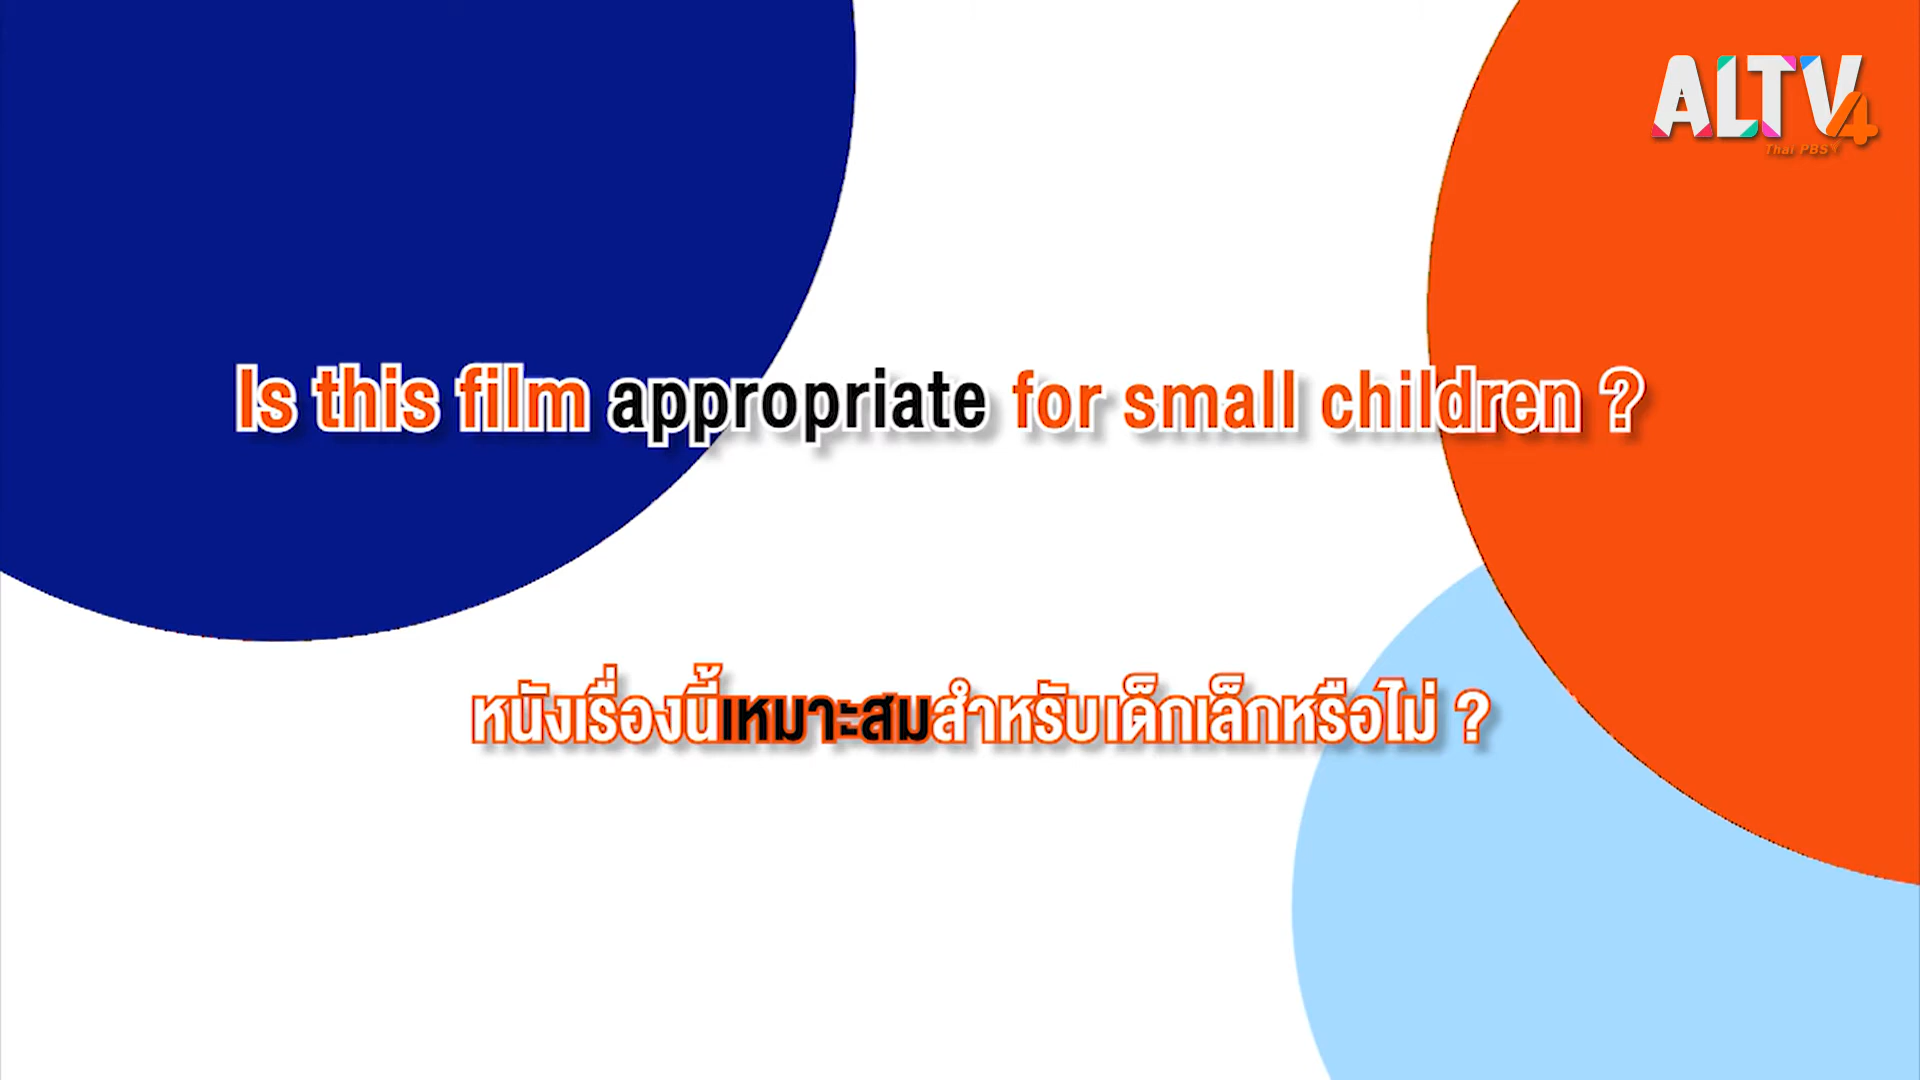 ALTV4
Thai PBS
Is this film appropriate for small children ?
หนังเรื่องนี้เหมาะสมสำหรับเด็กเล็กหรือไม่ ?